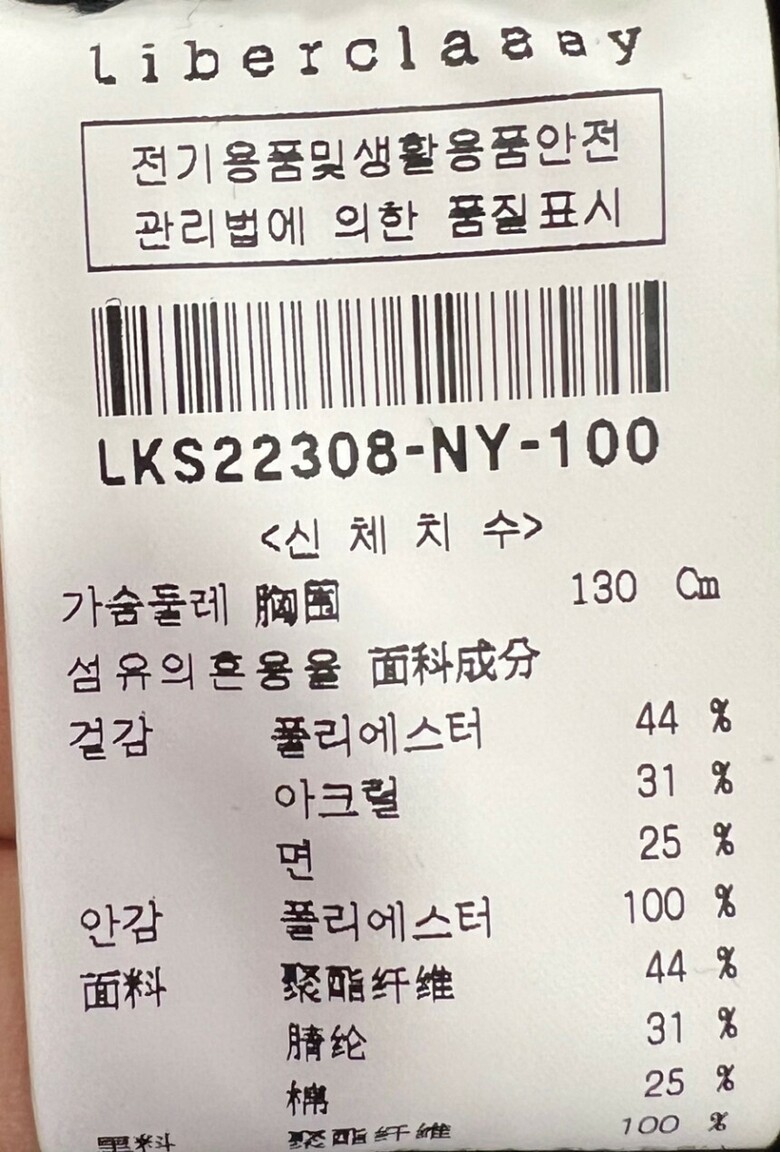 liberclassy
전기용품및생활용품안전
관리법에 의한 품질표시
LKS22308-NY-100
<신 체 치 수>
가슴둘레 胸围 130 Cm
섬유의혼용율 面料成分
겉감 폴리에스터 44 %
아크릴 31 %
면 25 %
안감 폴리에스터 100 %
面料 聚酯纤维 44 %
腈纶 31 %
棉 25 %
里料 聚酯纤维 100 %